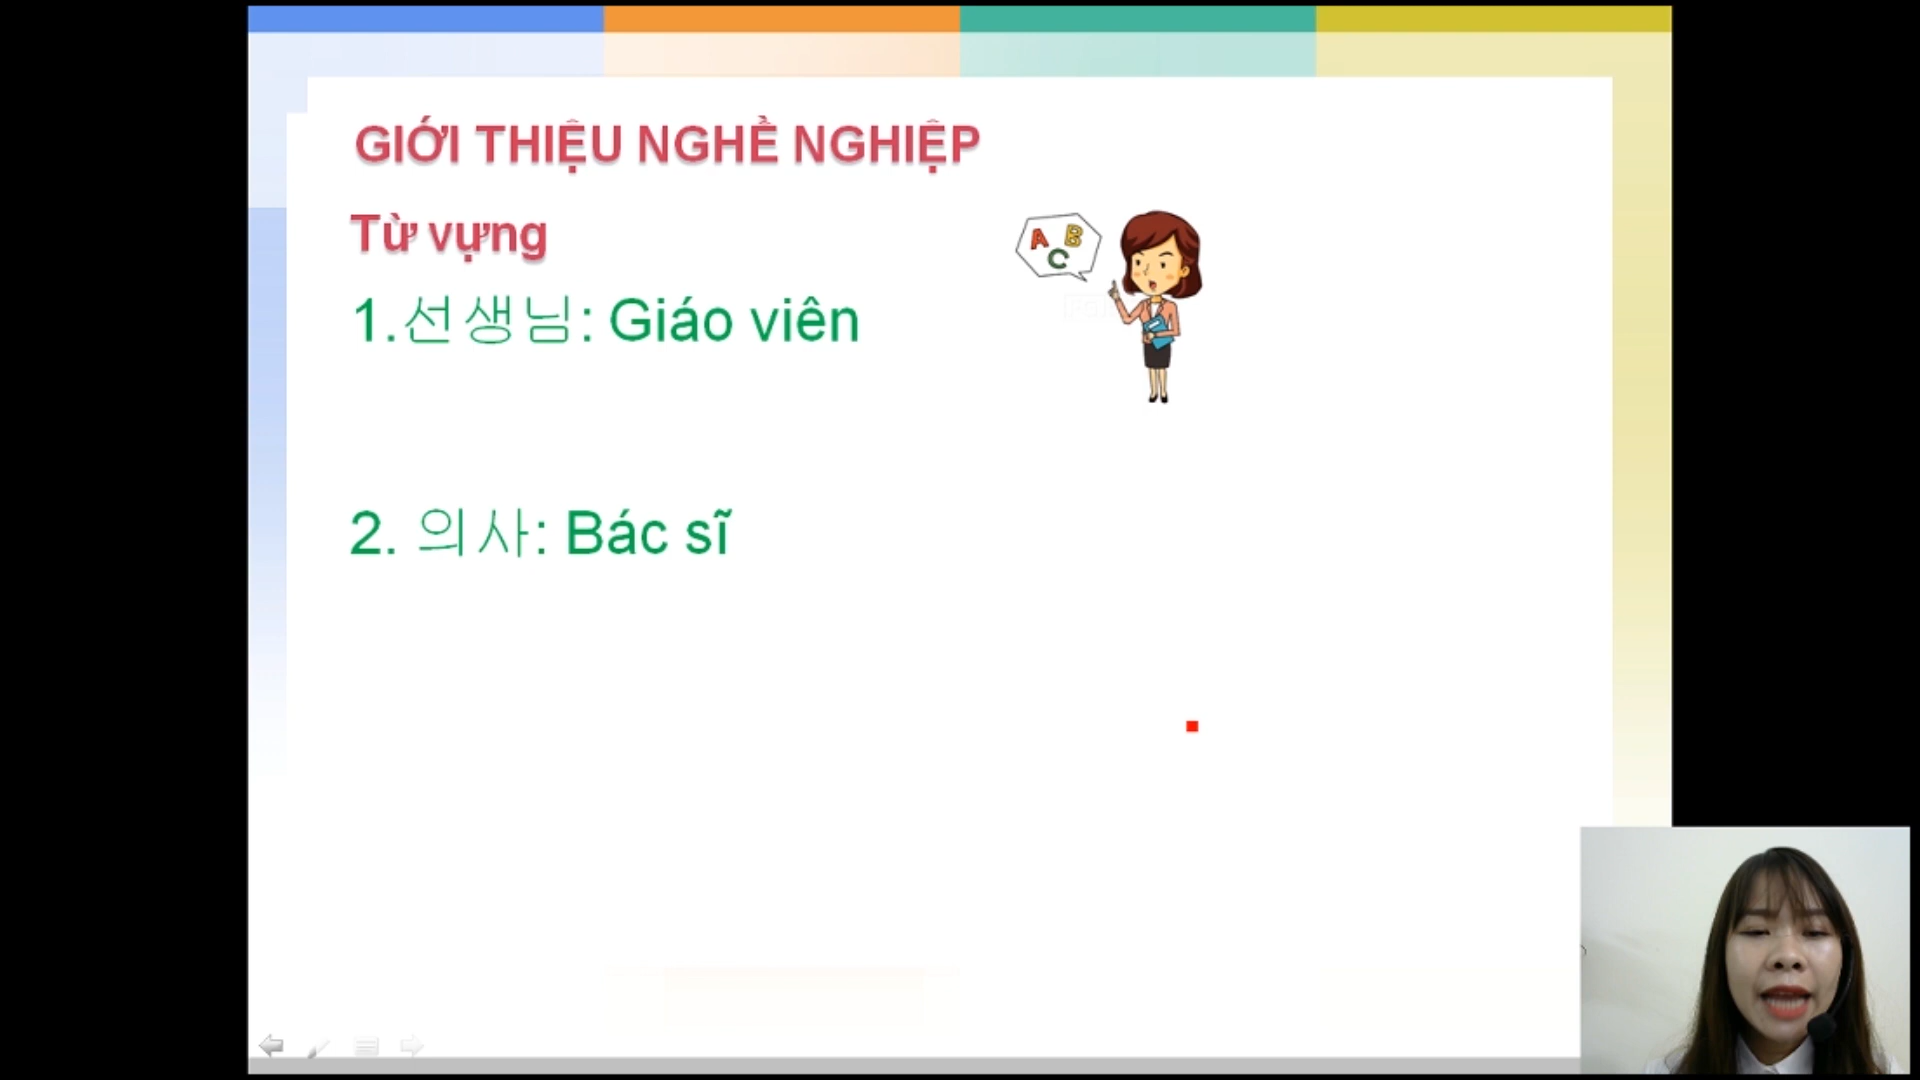 GIỚI THIỆU NGHỀ NGHIỆP
Từ vựng
A B
C
1.선생님: Giáo viên
2. 의사: Bác sĩ